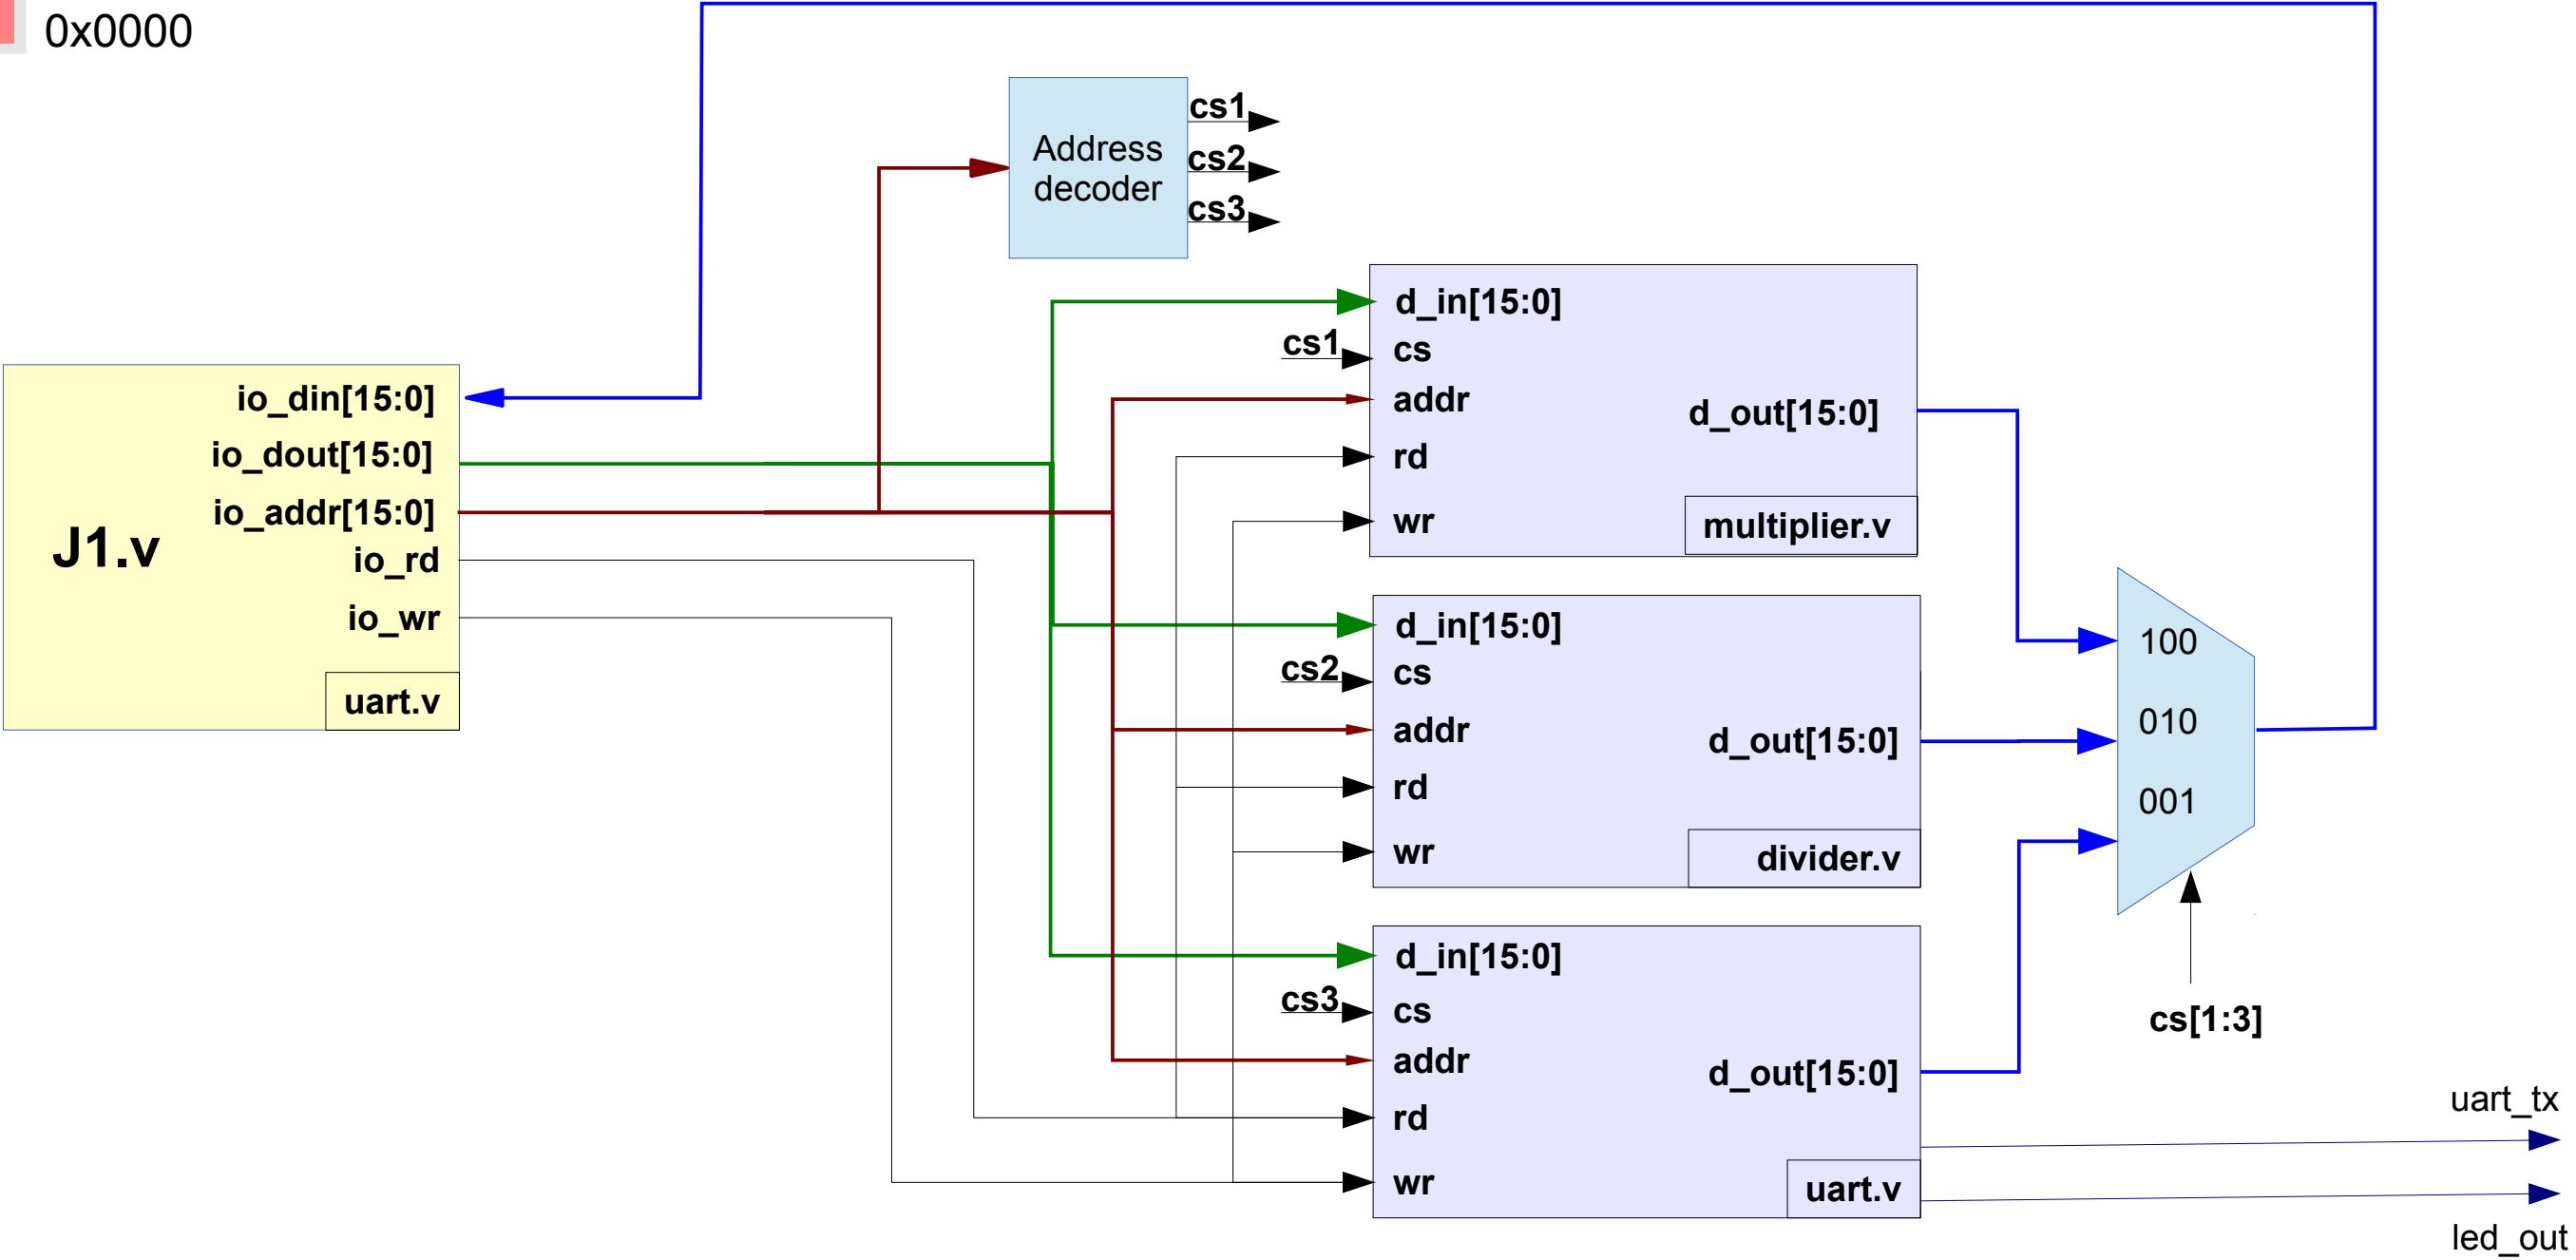 0x0000
Address
decoder
cs1
cs2
cs3
J1.v
io_din[15:0]
io_dout[15:0]
io_addr[15:0]
io_rd
io_wr
uart.v
d_in[15:0]
cs1
cs
addr
rd
wr
d_out[15:0]
multiplier.v
d_in[15:0]
cs2
cs
addr
rd
wr
d_out[15:0]
divider.v
d_in[15:0]
cs3
cs
addr
rd
wr
d_out[15:0]
uart.v
100
010
001
cs[1:3]
uart_tx
led_out